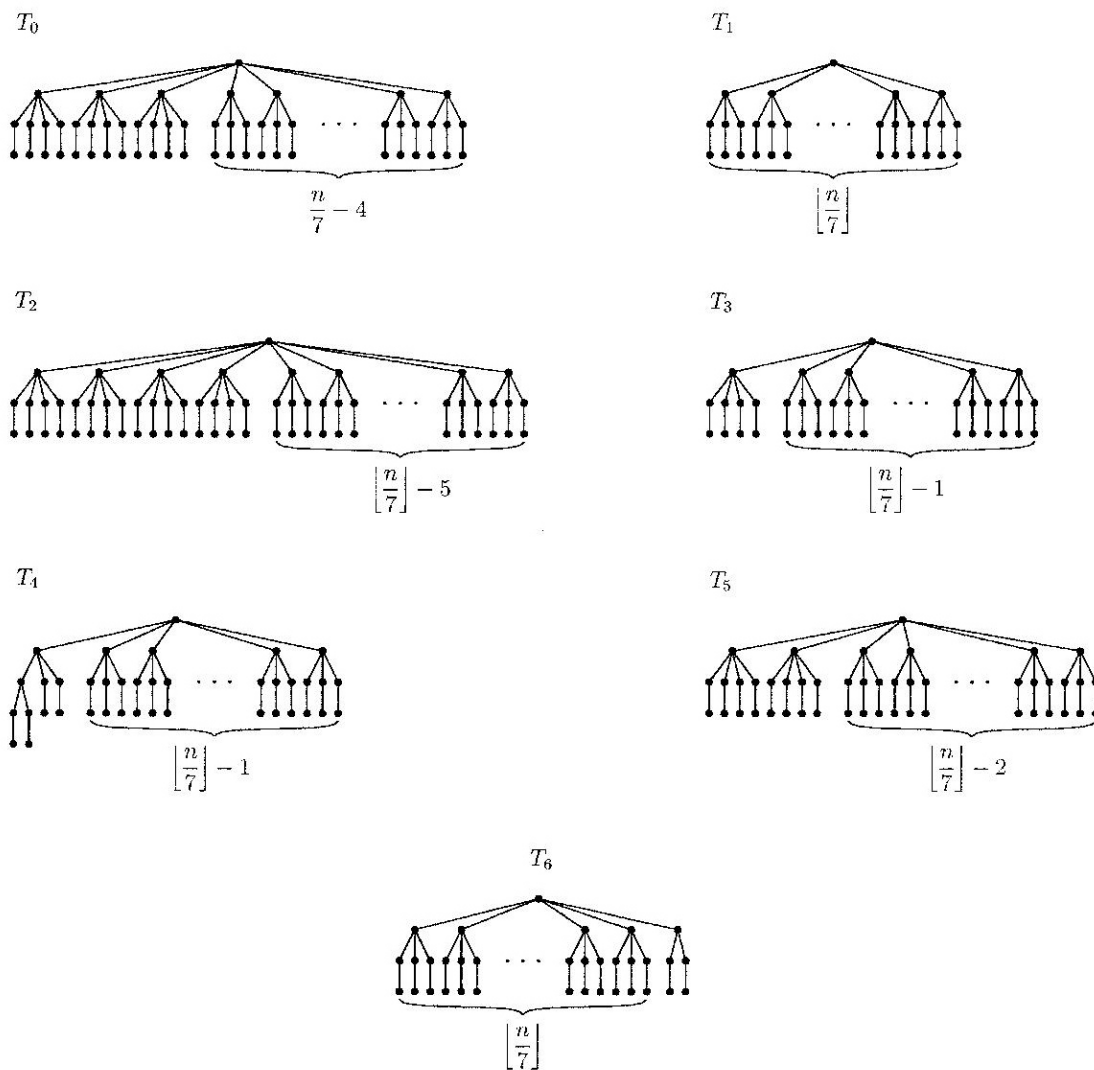 T₀
T₁
· · ·
· · ·
n/7 − 4
⌊n/7⌋
T₂
T₃
· · ·
· · ·
⌊n/7⌋ − 5
⌊n/7⌋ − 1
T₄
T₅
· · ·
· · ·
⌊n/7⌋ − 1
⌊n/7⌋ − 2
T₆
· · ·
⌊n/7⌋